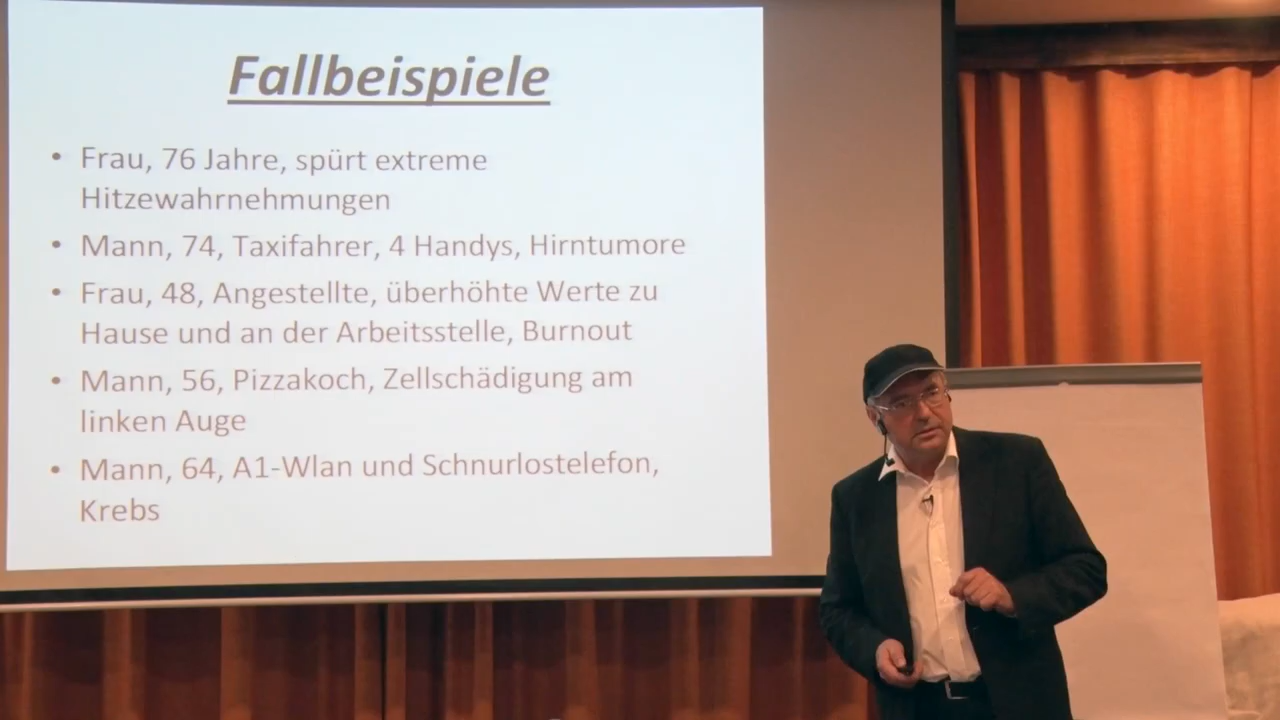 Fallbeispiele
• Frau, 76 Jahre, spürt extreme
Hitzewahrnehmungen
• Mann, 74, Taxifahrer, 4 Handys, Hirntumore
• Frau, 48, Angestellte, überhöhte Werte zu
Hause und an der Arbeitsstelle, Burnout
• Mann, 56, Pizzakoch, Zellschädigung am
linken Auge
• Mann, 64, A1-Wlan und Schnurlostelefon,
Krebs